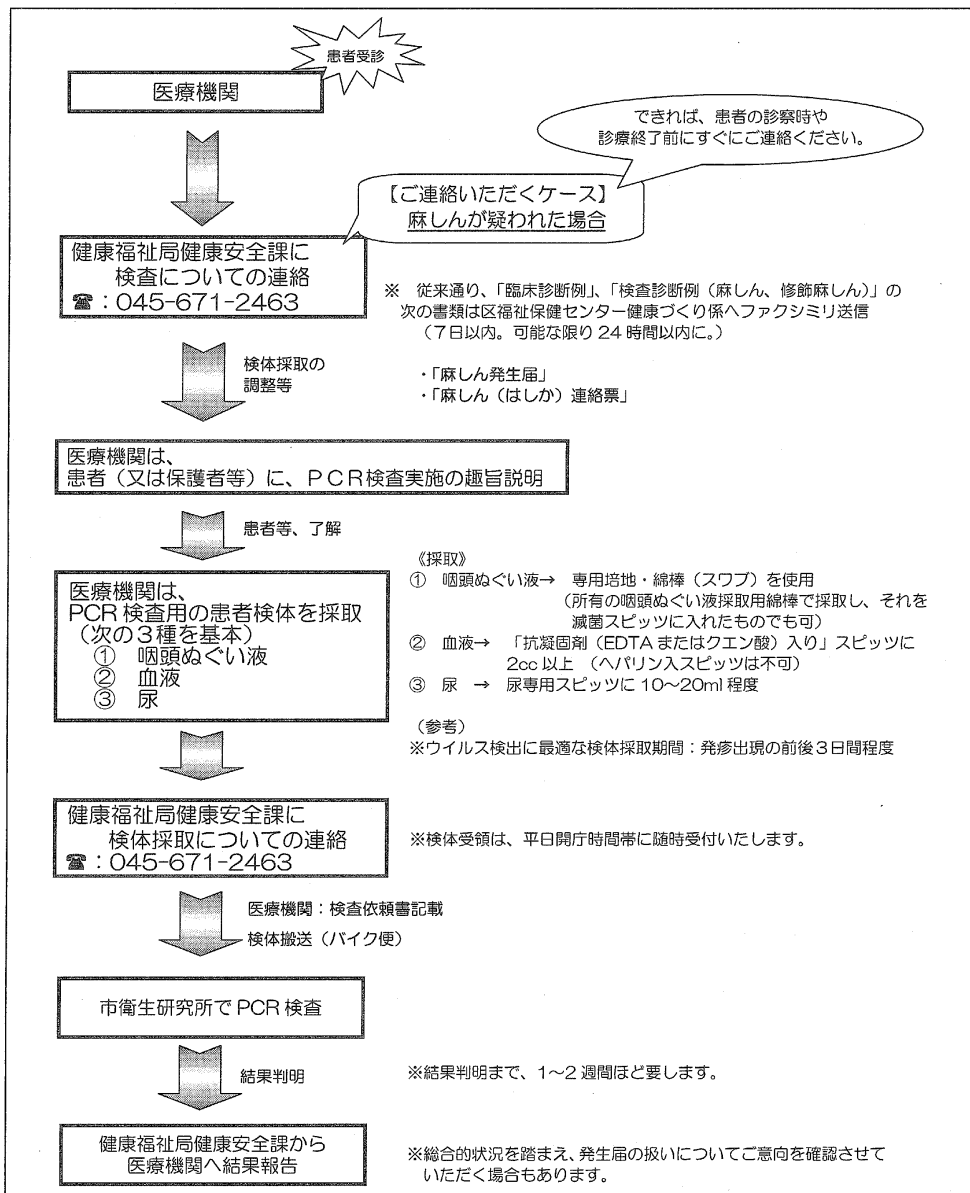 患者受診
医療機関
できれば、患者の診察時や
診療終了前にすぐにご連絡ください。
【ご連絡いただくケース】
麻しんが疑われた場合
健康福祉局健康安全課に
検査についての連絡
☎：045-671-2463
※　従来通り、「臨床診断例」、「検査診断例（麻しん、修飾麻しん）」の
次の書類は区福祉保健センター健康づくり係へファクシミリ送信
（7日以内。可能な限り24時間以内に。）
・「麻しん発生届」
・「麻しん（はしか）連絡票」
検体採取の
調整等
医療機関は、
患者（又は保護者等）に、ＰＣＲ検査実施の趣旨説明
患者等、了解
医療機関は、
PCR検査用の患者検体を採取
（次の３種を基本）
①　咽頭ぬぐい液
②　血液
③　尿
《採取》
①　咽頭ぬぐい液→　専用培地・綿棒（スワブ）を使用
（所有の咽頭ぬぐい液採取用綿棒で採取し、それを
滅菌スピッツに入れたものでも可）
②　血液→　「抗凝固剤（EDTAまたはクエン酸）入り」スピッツに
2cc以上　（ヘパリン入スピッツは不可）
③　尿　→　尿専用スピッツに10～20ml程度
（参考）
※ウイルス検出に最適な検体採取期間：発疹出現の前後３日間程度
健康福祉局健康安全課に
検体採取についての連絡
☎：045-671-2463
※検体受領は、平日開庁時間帯に随時受付いたします。
医療機関：検査依頼書記載
検体搬送（バイク便）
市衛生研究所でPCR検査
結果判明
※結果判明まで、1～2週間ほど要します。
健康福祉局健康安全課から
医療機関へ結果報告
※総合的状況を踏まえ、発生届の扱いについてご意向を確認させて
いただく場合もあります。